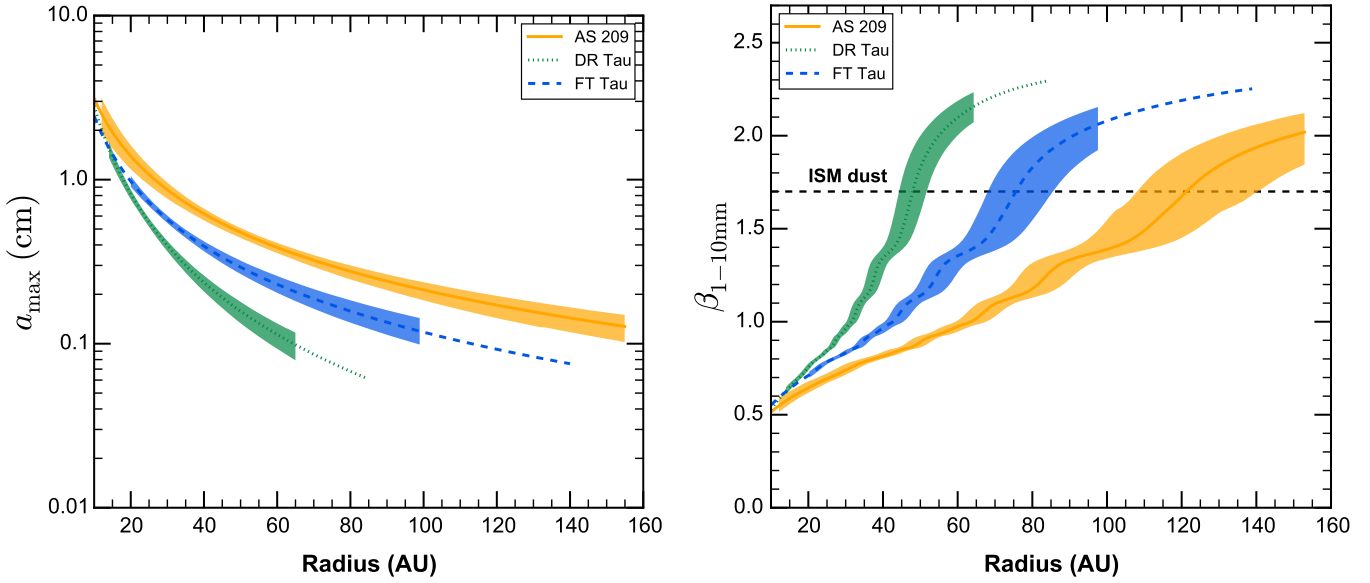 10.0
1.0
0.1
0.01
a_max (cm)
20 40 60 80 100 120 140 160
Radius (AU)
AS 209
DR Tau
FT Tau
2.5
2.0
1.5
1.0
0.5
0.0
β_1−10mm
20 40 60 80 100 120 140 160
Radius (AU)
AS 209
DR Tau
FT Tau
ISM dust